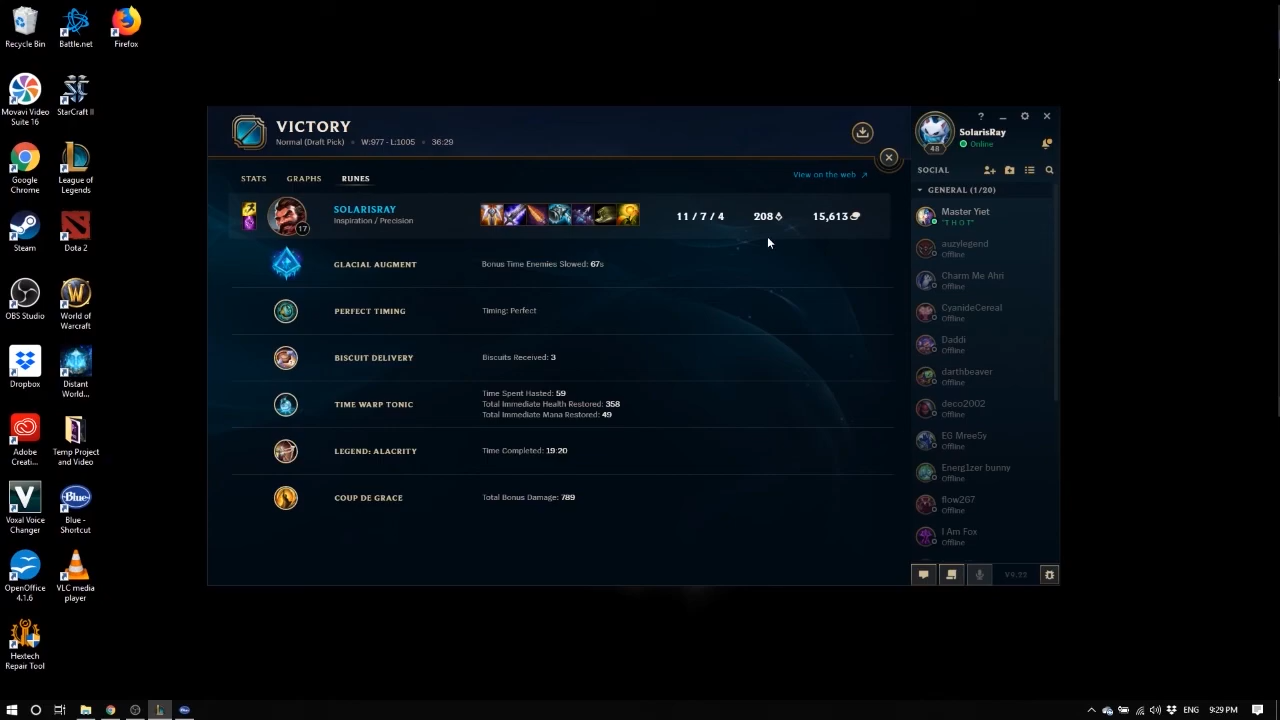 Recycle Bin
Battle.net
Firefox
Movavi Video
Suite 16
StarCraft II
Google
Chrome
League of
Legends
Steam
Dota 2
OBS Studio
World of
Warcraft
Dropbox
Distant
World...
Adobe
Creati...
Temp Project
and Video
Voxal Voice
Changer
Blue -
Shortcut
OpenOffice
4.1.6
VLC media
player
Hextech
Repair Tool
VICTORY
Normal (Draft Pick) • W:977 - L:1005 • 36:29
STATS
GRAPHS
RUNES
View on the web
17
SOLARISRAY
Inspiration / Precision
11 / 7 / 4
208
15,613
GLACIAL AUGMENT
Bonus Time Enemies Slowed: 67s
PERFECT TIMING
Timing: Perfect
BISCUIT DELIVERY
Biscuits Received: 3
TIME WARP TONIC
Time Spent Hasted: 59
Total Immediate Health Restored: 358
Total Immediate Mana Restored: 49
LEGEND: ALACRITY
Time Completed: 19:20
COUP DE GRACE
Total Bonus Damage: 789
48
SolarisRay
Online
SOCIAL
GENERAL (1/20)
Master Yiet
"T H O T"
auzylegend
Offline
Charm Me Ahri
Offline
CyanideCereal
Offline
Daddi
Offline
darthbeaver
Offline
deco2002
Offline
EG Mree5y
Offline
Energ1zer bunny
Offline
flow267
Offline
I Am Fox
Offline
V9.22
ENG
9:29 PM